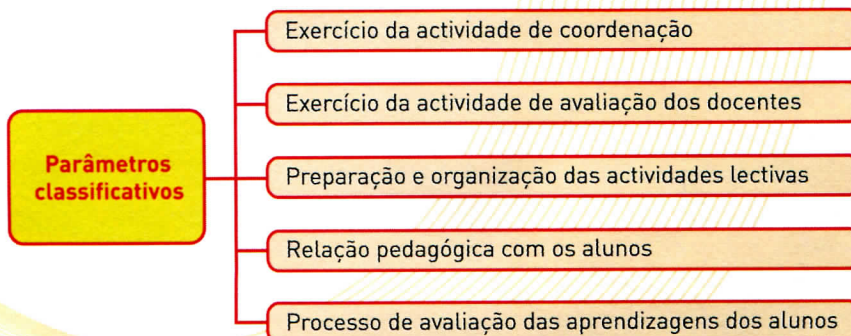 Exercício da actividade de coordenação
Exercício da actividade de avaliação dos docentes
Parâmetros
classificativos
Preparação e organização das actividades lectivas
Relação pedagógica com os alunos
Processo de avaliação das aprendizagens dos alunos